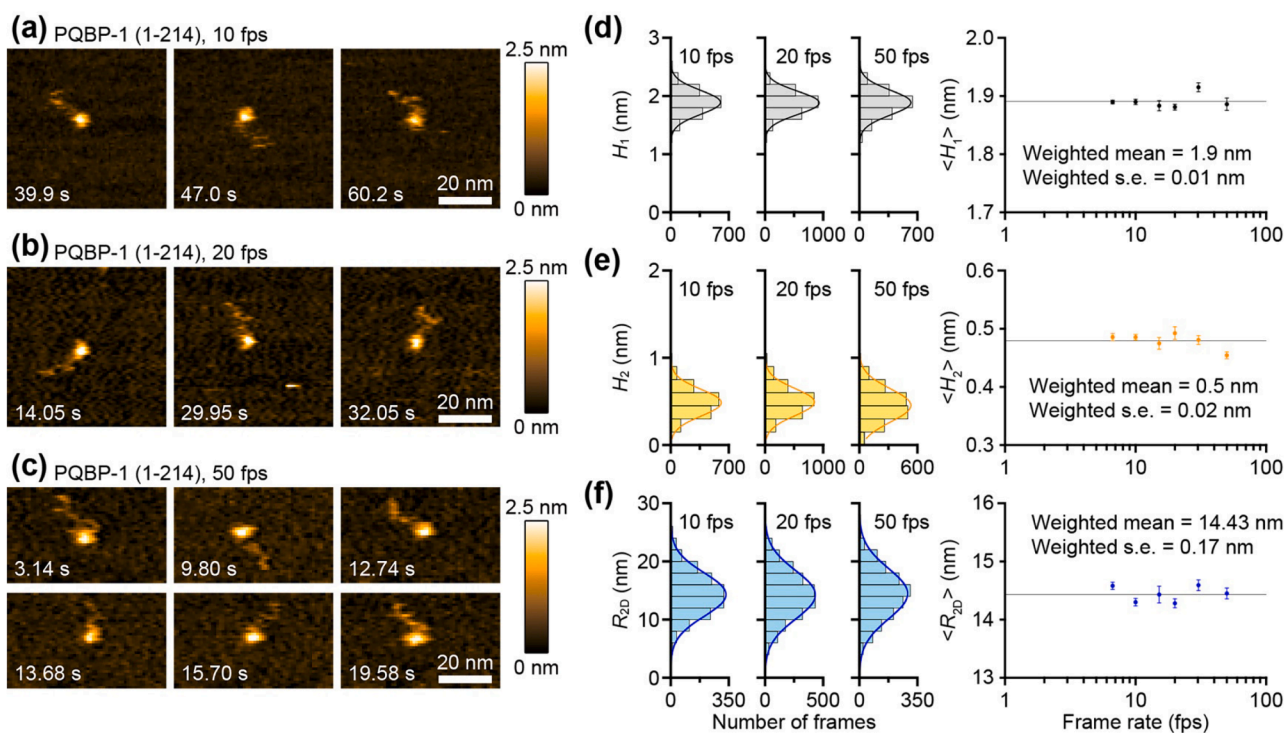 (a) PQBP-1 (1-214), 10 fps
2.5 nm
39.9 s
47.0 s
60.2 s
20 nm
0 nm
(b) PQBP-1 (1-214), 20 fps
2.5 nm
14.05 s
29.95 s
32.05 s
20 nm
0 nm
(c) PQBP-1 (1-214), 50 fps
2.5 nm
3.14 s
9.80 s
12.74 s
13.68 s
15.70 s
19.58 s
20 nm
0 nm
(d)
H1 (nm)
3
2
1
0
10 fps
20 fps
50 fps
0 700
0 1000
0 700
<H1> (nm)
2.0
1.9
1.8
1.7
Weighted mean = 1.9 nm
Weighted s.e. = 0.01 nm
1 10 100
(e)
H2 (nm)
2
1
0
10 fps
20 fps
50 fps
0 700
0 1000
0 600
<H2> (nm)
0.6
0.5
0.4
0.3
Weighted mean = 0.5 nm
Weighted s.e. = 0.02 nm
1 10 100
(f)
R2D (nm)
30
20
10
0
10 fps
20 fps
50 fps
0 350
0 500
0 350
Number of frames
<R2D> (nm)
16
15
14
13
Weighted mean = 14.43 nm
Weighted s.e. = 0.17 nm
1 10 100
Frame rate (fps)